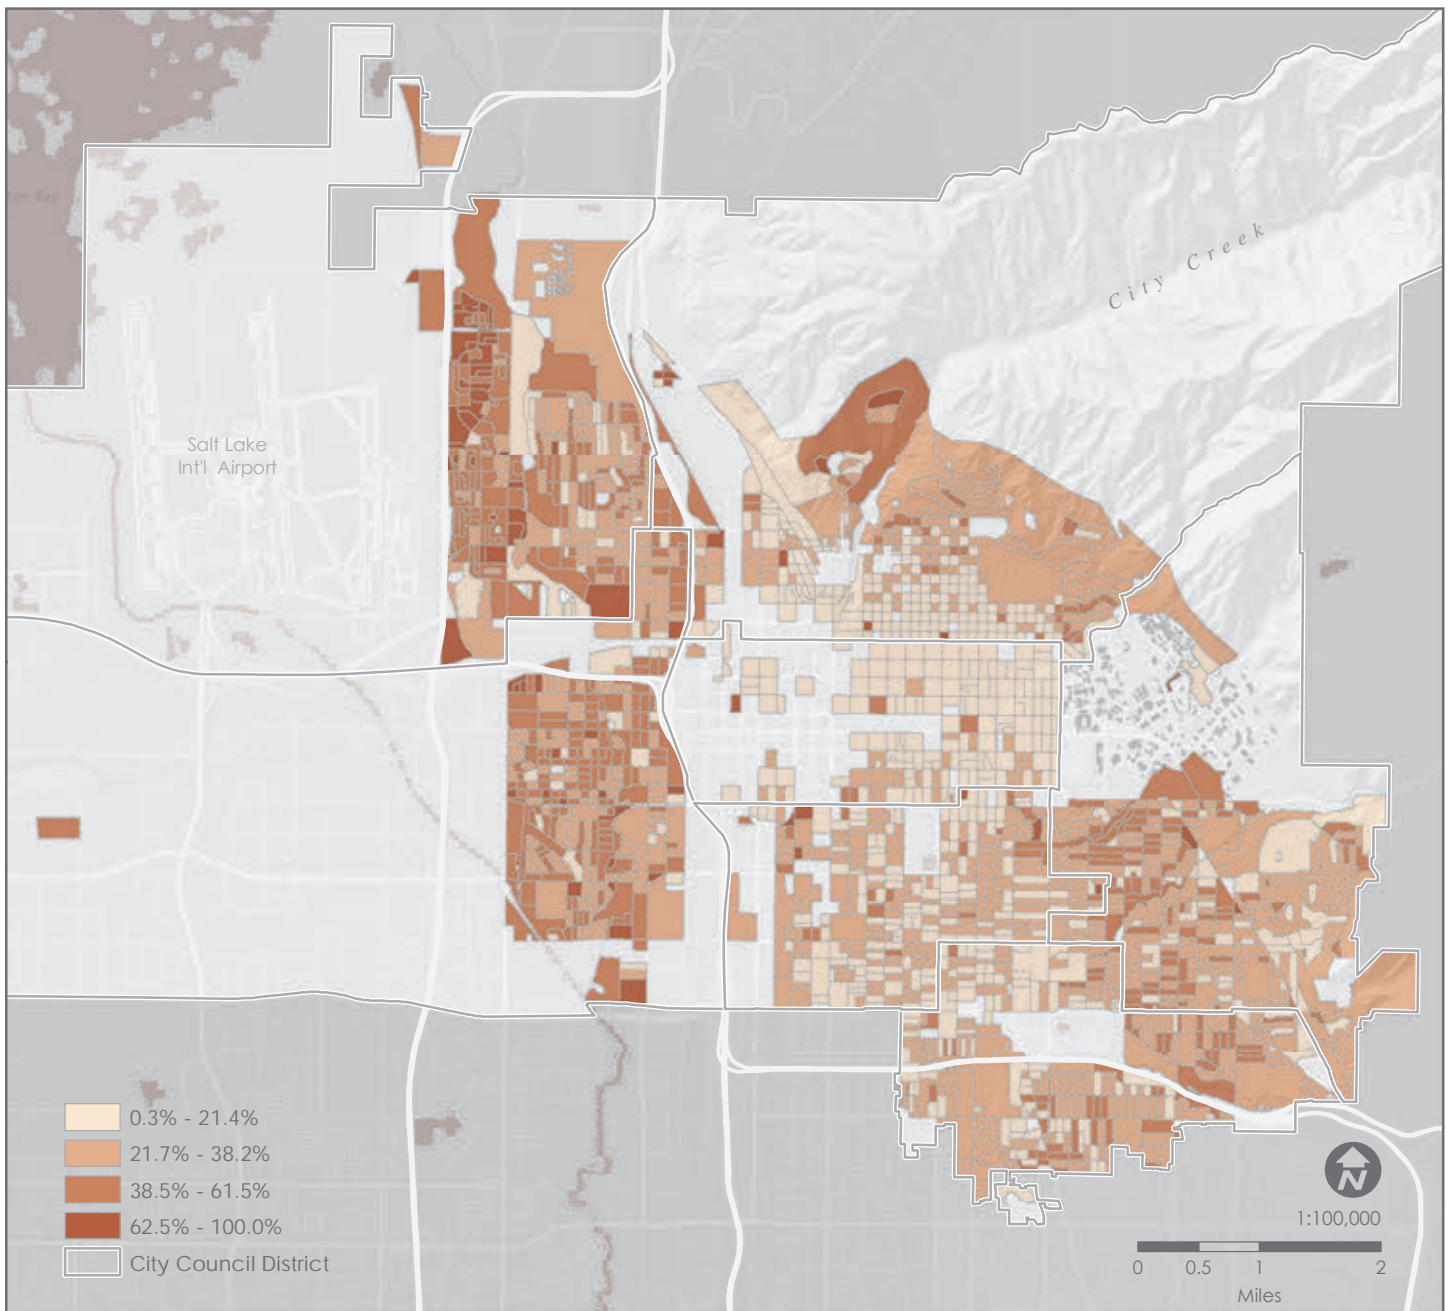 City Creek
Salt Lake
Int'l Airport
0.3% - 21.4%
21.7% - 38.2%
38.5% - 61.5%
62.5% - 100.0%
City Council District
N
1:100,000
0 0.5 1 2
Miles